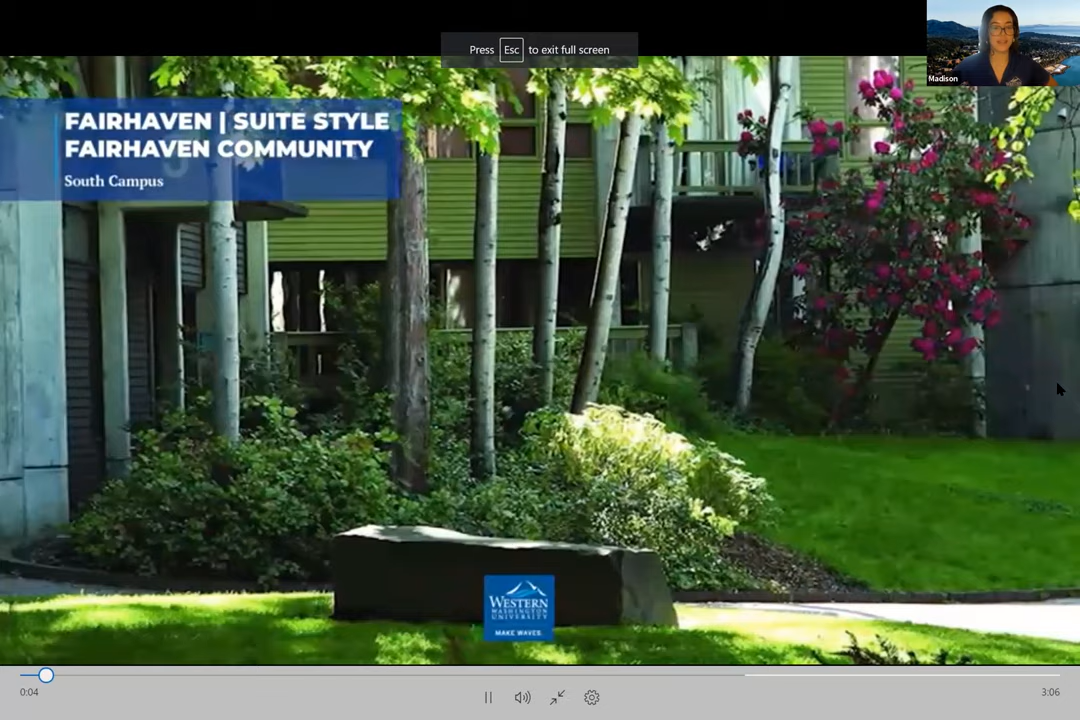 Press Esc to exit full screen
Madison
FAIRHAVEN | SUITE STYLE
FAIRHAVEN COMMUNITY
South Campus
WESTERN
WASHINGTON
UNIVERSITY
MAKE WAVES.
0:04
3:06